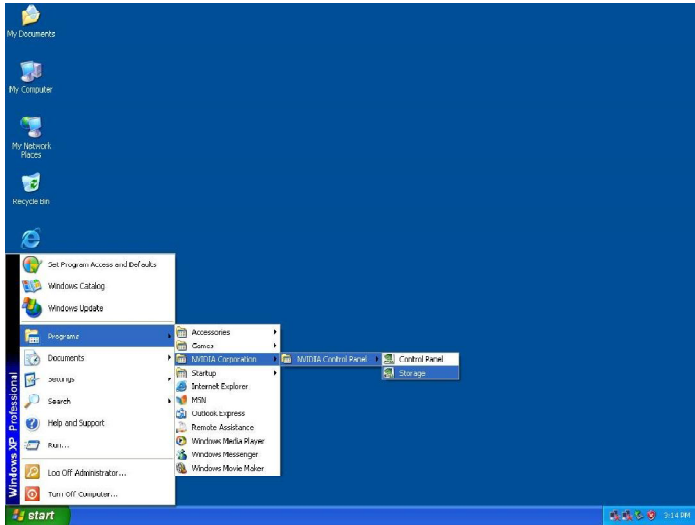 My Documents
My Computer
My Network
Places
Recycle Bin
Set Program Access and Defaults
Windows Catalog
Windows Update
Programs
Documents
Settings
Search
Help and Support
Run...
Log Off Administrator...
Turn Off Computer...
Windows XP Professional
Accessories
Games
NVIDIA Corporation
Startup
Internet Explorer
MSN
Outlook Express
Remote Assistance
Windows Media Player
Windows Messenger
Windows Movie Maker
NVIDIA Control Panel
Control Panel
Storage
start
3:14 PM